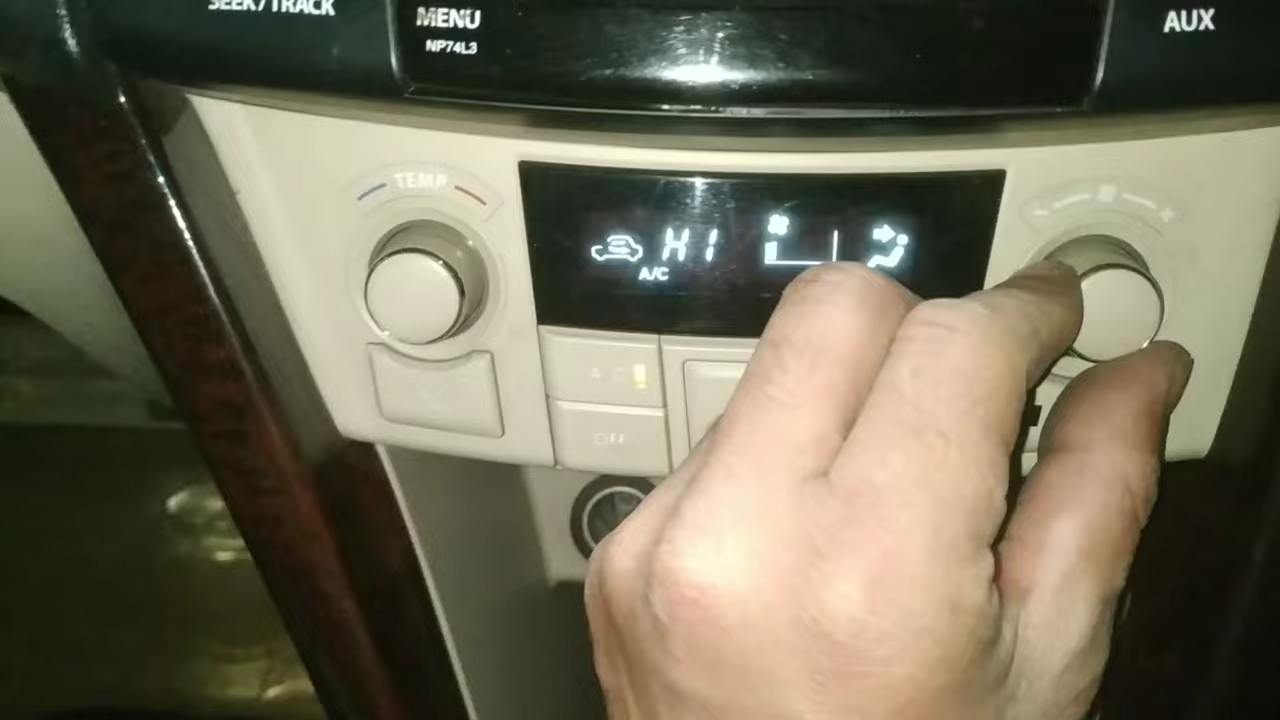 SEEK/TRACK
MENU
NP74L3
AUX
TEMP
HI
A/C
A/C
OFF